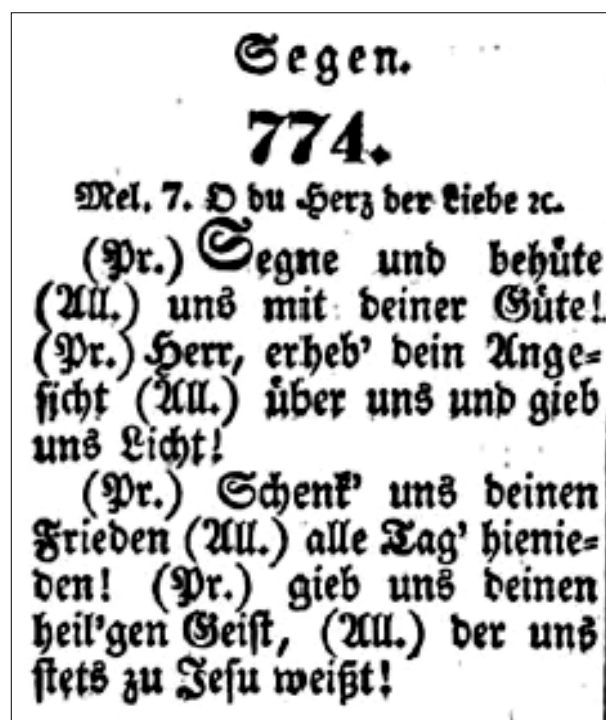 Segen.
774.
Mel. 7. O du Herz der Liebe ꝛc.
(Pr.) Segne und behüte
(All.) uns mit deiner Güte!
(Pr.) Herr, erheb' dein Ange=
sicht (All.) über uns und gieb
uns Licht!
(Pr.) Schenk' uns deinen
Frieden (All.) alle Tag' hienie=
den! (Pr.) gieb uns deinen
heil'gen Geist, (All.) der uns
stets zu Jesu weißt!